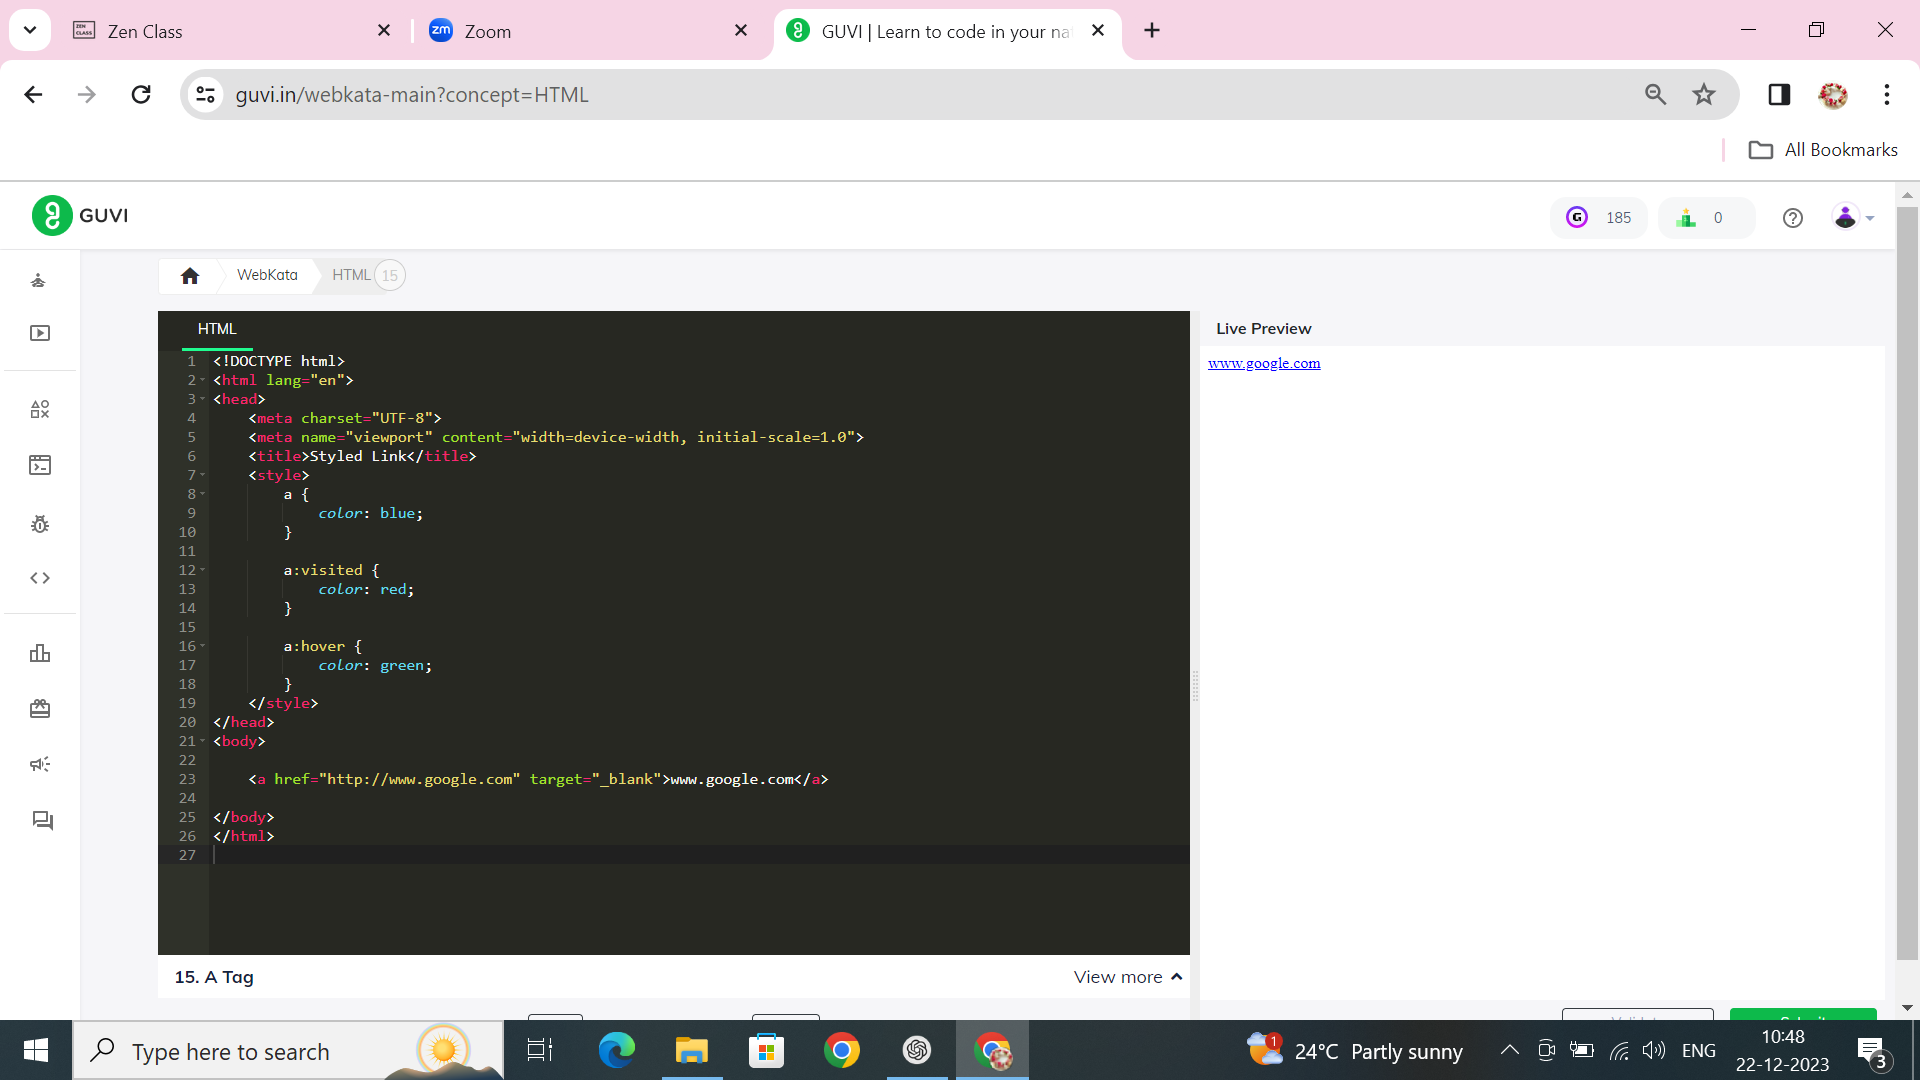 Zen Class
Zoom
GUVI | Learn to code in your na
guvi.in/webkata-main?concept=HTML
All Bookmarks
GUVI
185
0
WebKata
HTML 15
HTML
1 <!DOCTYPE html>
2 <html lang="en">
3 <head>
4 <meta charset="UTF-8">
5 <meta name="viewport" content="width=device-width, initial-scale=1.0">
6 <title>Styled Link</title>
7 <style>
8 a {
9 color: blue;
10 }
11
12 a:visited {
13 color: red;
14 }
15
16 a:hover {
17 color: green;
18 }
19 </style>
20 </head>
21 <body>
22
23 <a href="http://www.google.com" target="_blank">www.google.com</a>
24
25 </body>
26 </html>
27
Live Preview
www.google.com
15. A Tag
View more
Type here to search
1
24°C Partly sunny
ENG
10:48
22-12-2023
3